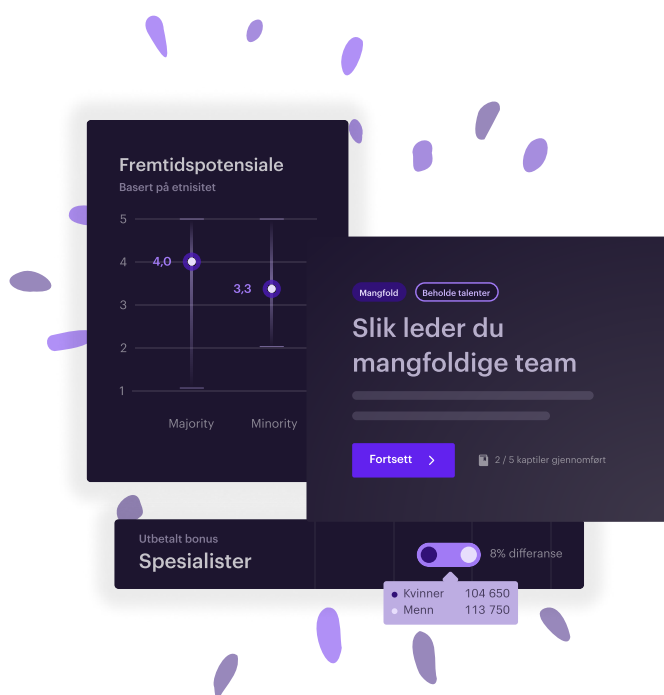 Fremtidspotensiale
Basert på etnisitet
5
4
4,0
3,3
3
2
1
Majority
Minority
Mangfold
Beholde talenter
Slik leder du
mangfoldige team
Fortsett
2 / 5 kaptiler gjennomført
Utbetalt bonus
Spesialister
8% differanse
Kvinner 104 650
Menn 113 750